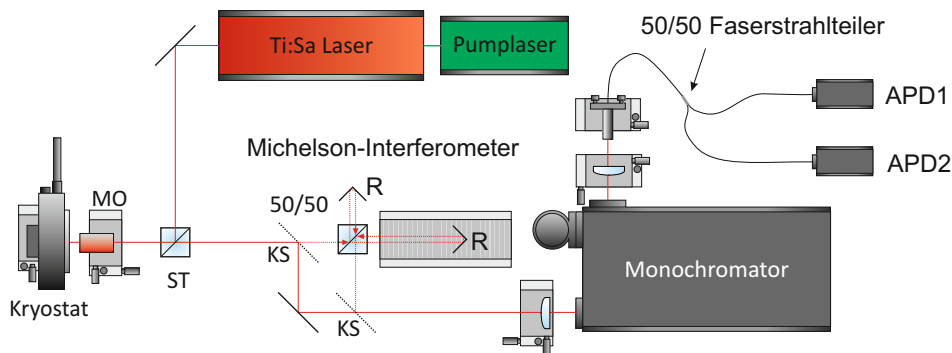 50/50 Faserstrahlteiler
Ti:Sa Laser
Pumplaser
APD1
APD2
Michelson-Interferometer
MO
50/50
R
R
KS
ST
Kryostat
KS
Monochromator